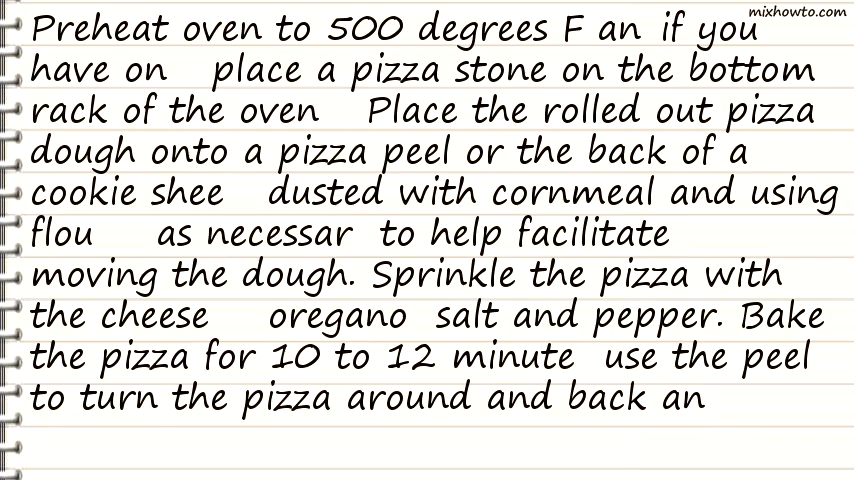 mixhowto.com
Preheat oven to 500 degrees F an if you
have on place a pizza stone on the bottom
rack of the oven Place the rolled out pizza
dough onto a pizza peel or the back of a
cookie shee dusted with cornmeal and using
flou as necessar to help facilitate
moving the dough. Sprinkle the pizza with
the cheese oregano salt and pepper. Bake
the pizza for 10 to 12 minute use the peel
to turn the pizza around and back an